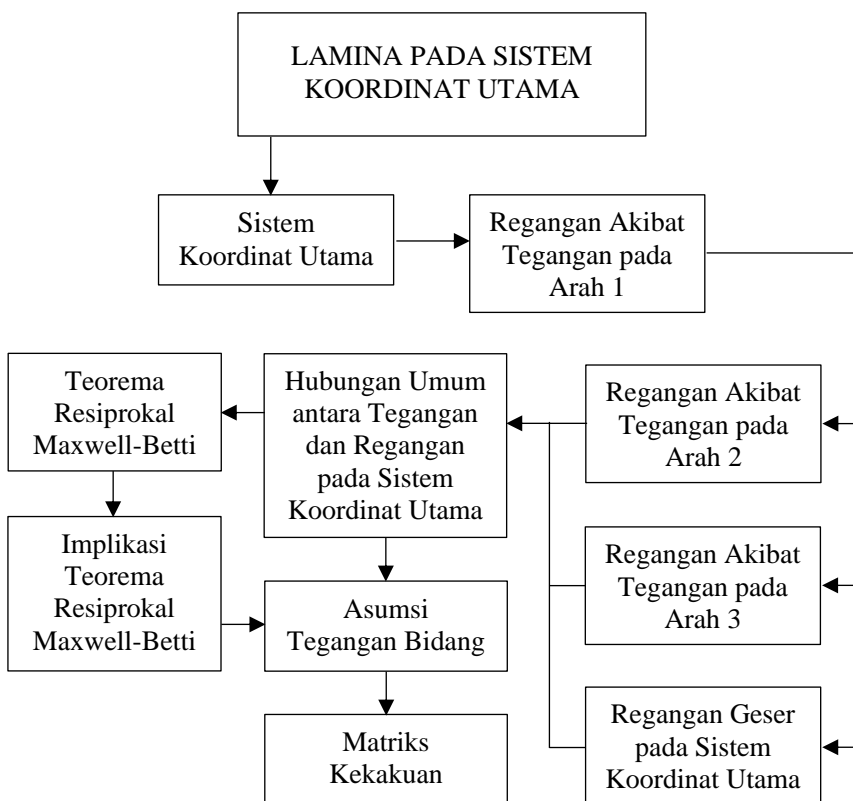 LAMINA PADA SISTEM
KOORDINAT UTAMA
Sistem
Koordinat Utama
Regangan Akibat
Tegangan pada
Arah 1
Teorema
Resiprokal
Maxwell-Betti
Hubungan Umum
antara Tegangan
dan Regangan
pada Sistem
Koordinat Utama
Regangan Akibat
Tegangan pada
Arah 2
Implikasi
Teorema
Resiprokal
Maxwell-Betti
Asumsi
Tegangan Bidang
Regangan Akibat
Tegangan pada
Arah 3
Matriks
Kekakuan
Regangan Geser
pada Sistem
Koordinat Utama